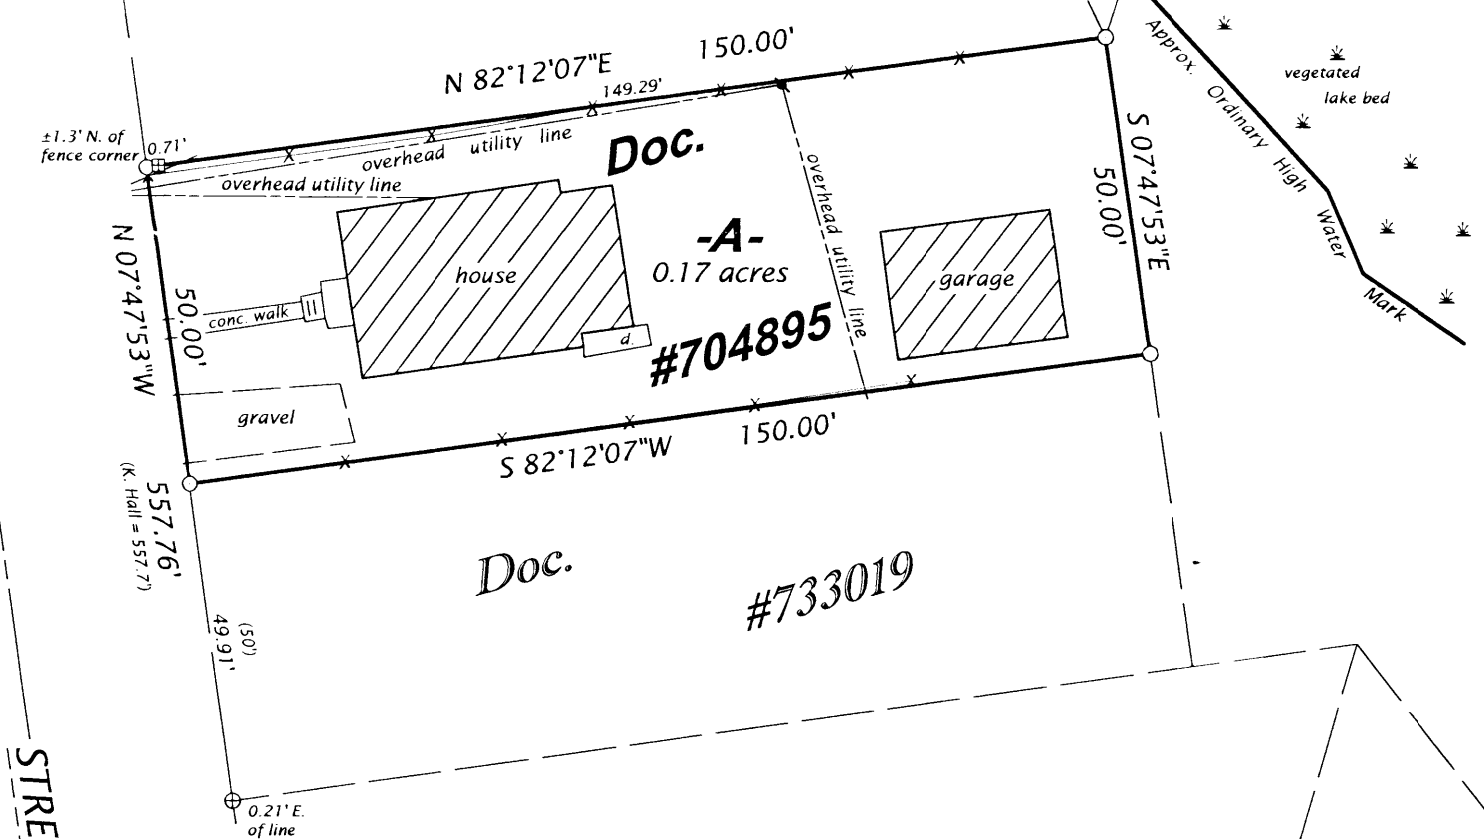 N 82°12'07"E
150.00'
149.29'
±1.3' N. of
fence corner
0.71'
overhead utility line
overhead utility line
Doc.
-A-
0.17 acres
#704895
house
garage
overhead utility line
conc. walk
d.
gravel
N 07°47'53"W
50.00'
S 07°47'53"E
50.00'
S 82°12'07"W
150.00'
Approx. Ordinary High Water Mark
vegetated
lake bed
557.76'
(K. Hall = 557.7')
Doc.
#733019
(50')
49.91'
0.21' E.
of line
STRE